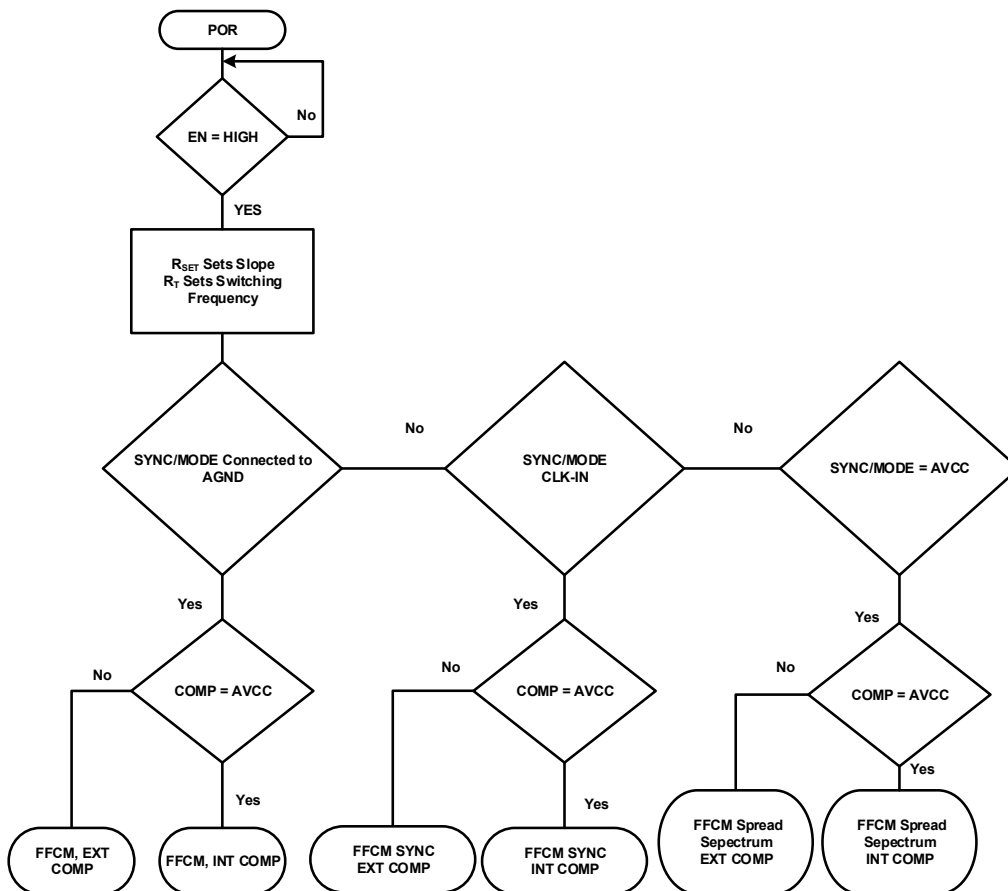 POR
No
EN = HIGH
YES
RSET Sets Slope
RT Sets Switching
Frequency
No
No
SYNC/MODE Connected to
AGND
SYNC/MODE
CLK-IN
SYNC/MODE = AVCC
Yes
Yes
Yes
No
No
No
COMP = AVCC
COMP = AVCC
COMP = AVCC
Yes
Yes
Yes
FFCM, EXT
COMP
FFCM, INT COMP
FFCM SYNC
EXT COMP
FFCM SYNC
INT COMP
FFCM Spread
Sepectrum
EXT COMP
FFCM Spread
Sepectrum
INT COMP